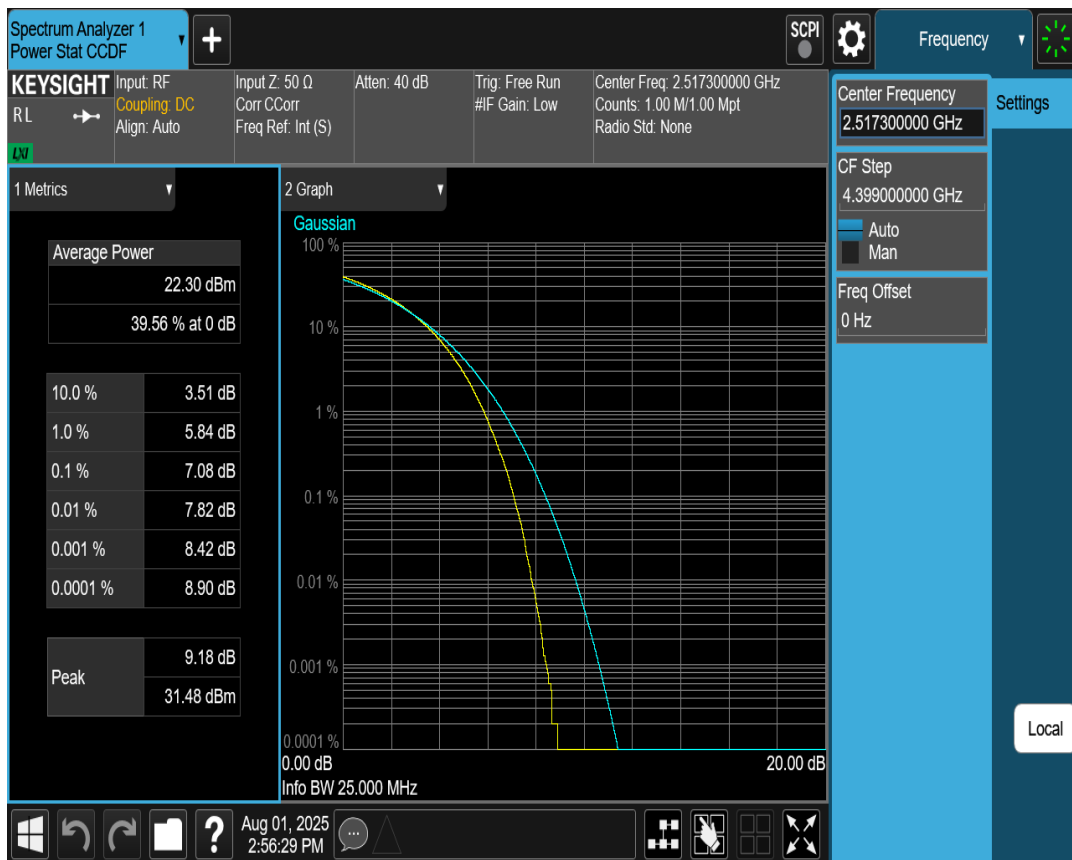 Spectrum Analyzer 1
Power Stat CCDF
+
SCPI
Frequency
KEYSIGHT
RL
LXI
Input: RF
Coupling: DC
Align: Auto
Input Z: 50 Ω
Corr CCorr
Freq Ref: Int (S)
Atten: 40 dB
Trig: Free Run
#IF Gain: Low
Center Freq: 2.517300000 GHz
Counts: 1.00 M/1.00 Mpt
Radio Std: None
Center Frequency
2.517300000 GHz
Settings
CF Step
4.399000000 GHz
Auto
Man
Freq Offset
0 Hz
1 Metrics
Average Power
22.30 dBm
39.56 % at 0 dB
10.0 % 3.51 dB
1.0 % 5.84 dB
0.1 % 7.08 dB
0.01 % 7.82 dB
0.001 % 8.42 dB
0.0001 % 8.90 dB
Peak
9.18 dB
31.48 dBm
2 Graph
Gaussian
100 %
10 %
1 %
0.1 %
0.01 %
0.001 %
0.0001 %
0.00 dB 20.00 dB
Info BW 25.000 MHz
Local
?
Aug 01, 2025
2:56:29 PM